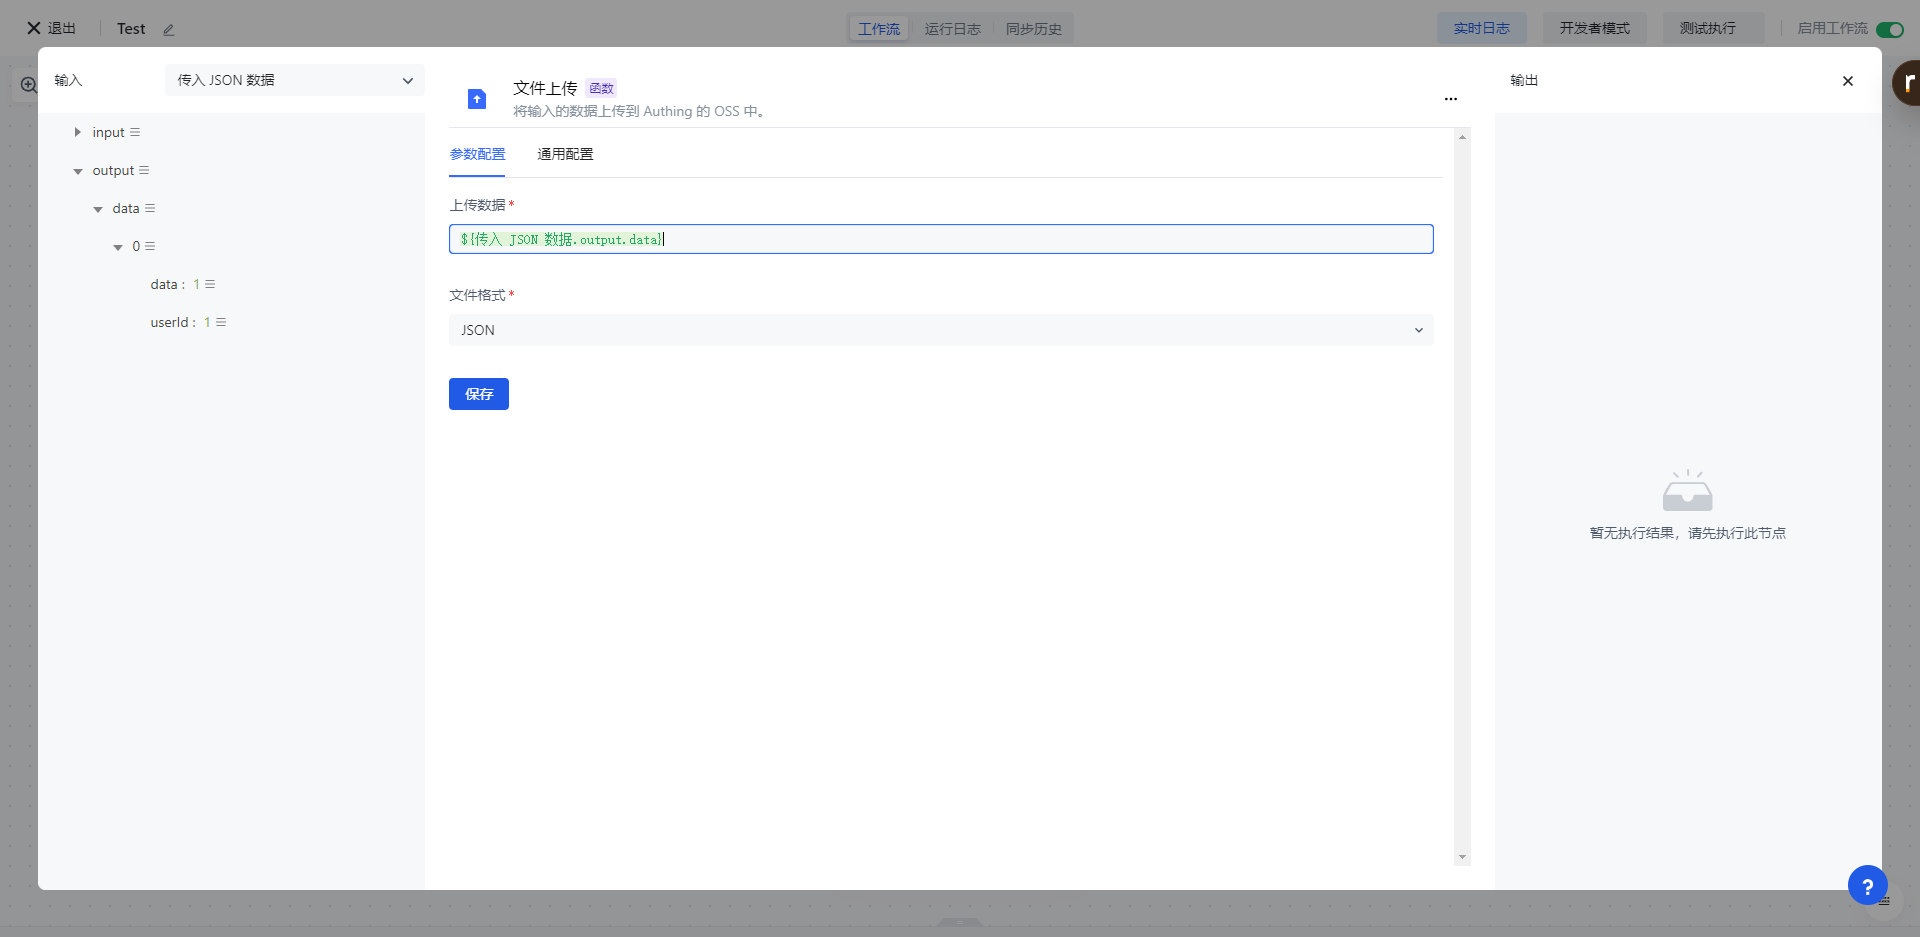 退出
Test
工作流
运行日志
同步历史
实时日志
开发者模式
测试执行
启用工作流
输入
传入 JSON 数据
input
output
data
0
data : 1
userId : 1
文件上传 函数
将输入的数据上传到 Authing 的 OSS 中。
参数配置
通用配置
上传数据 *
${传入 JSON 数据.output.data}
文件格式 *
JSON
保存
输出
暂无执行结果，请先执行此节点
r
?